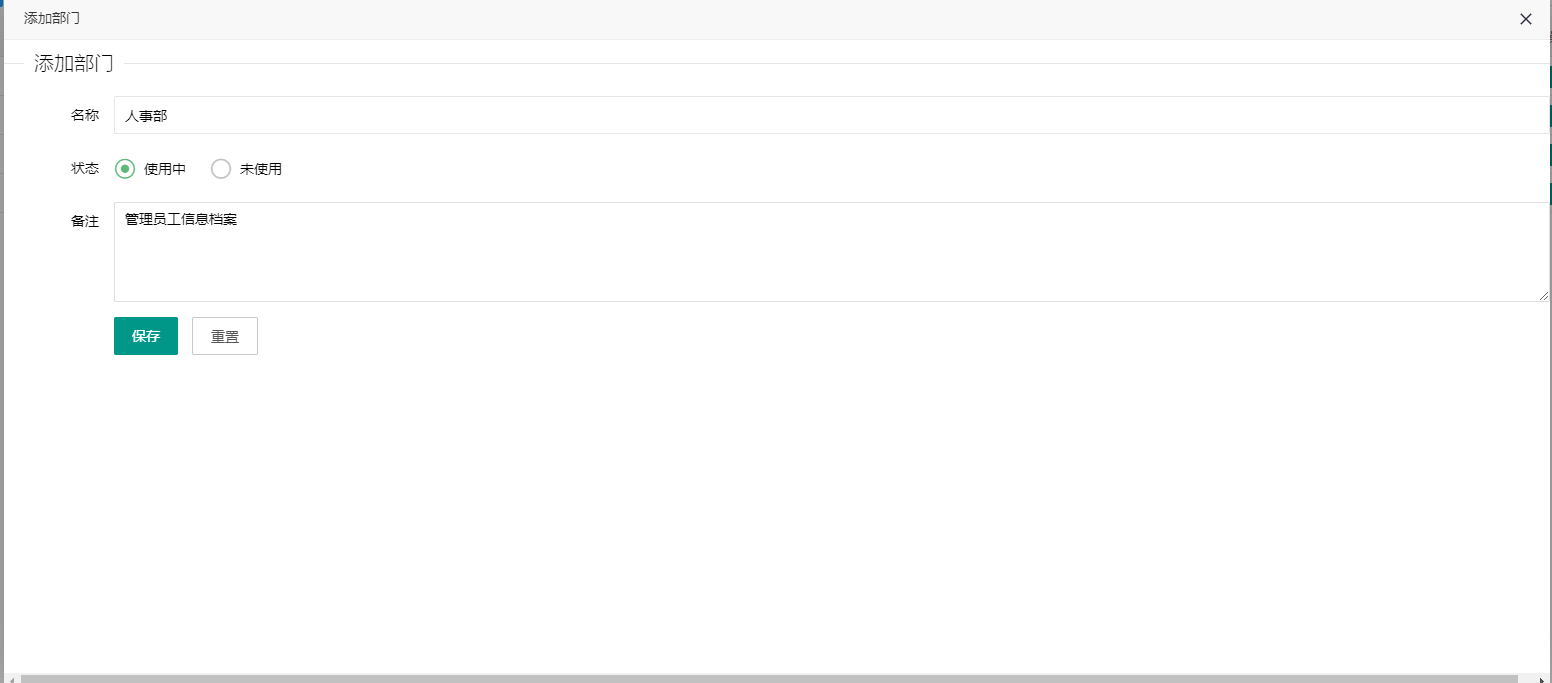 添加部门
添加部门
名称 人事部
状态 使用中 未使用
备注 管理员工信息档案
保存 重置